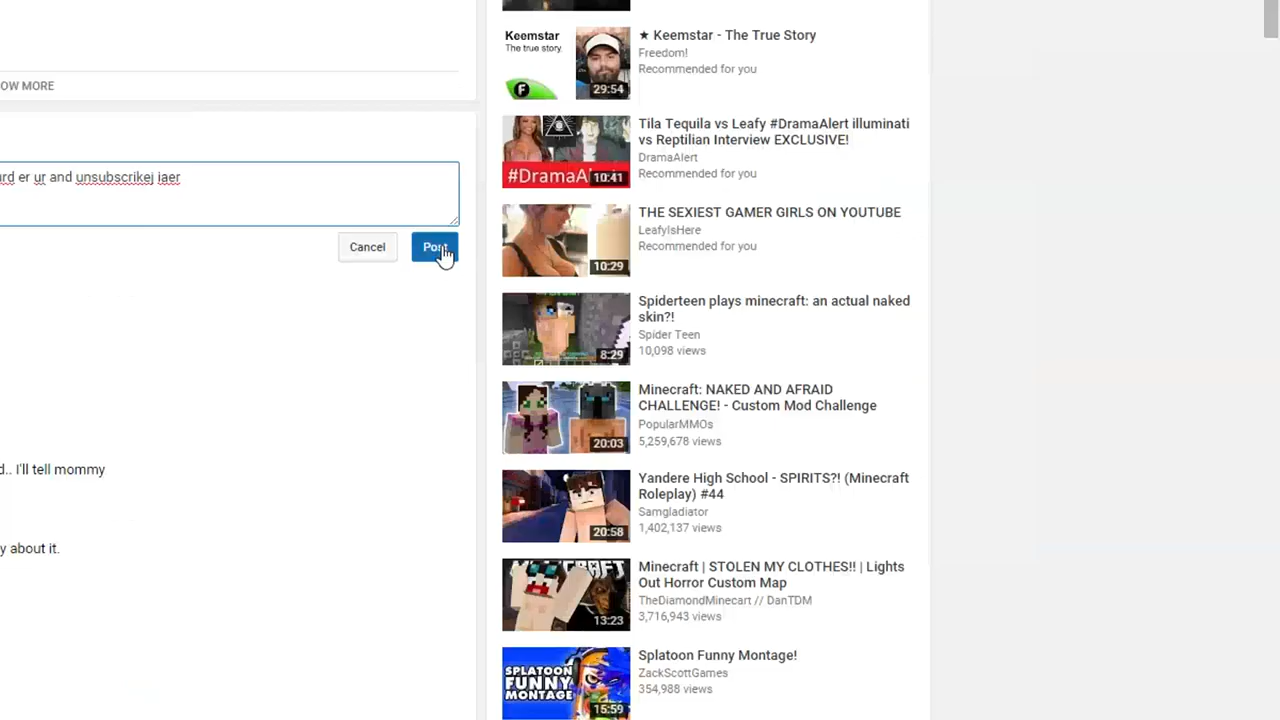 OW MORE
urd er ur and unsubscrikej iaer
Cancel
Post
d.. I'll tell mommy
y about it.
Keemstar
The true story.
F
29:54
★ Keemstar - The True Story
Freedom!
Recommended for you
#DramaA
10:41
Tila Tequila vs Leafy #DramaAlert illuminati
vs Reptilian Interview EXCLUSIVE!
DramaAlert
Recommended for you
10:29
THE SEXIEST GAMER GIRLS ON YOUTUBE
LeafyIsHere
Recommended for you
8:29
Spiderteen plays minecraft: an actual naked
skin?!
Spider Teen
10,098 views
20:03
Minecraft: NAKED AND AFRAID
CHALLENGE! - Custom Mod Challenge
PopularMMOs
5,259,678 views
20:58
Yandere High School - SPIRITS?! (Minecraft
Roleplay) #44
Samgladiator
1,402,137 views
MINECRAFT
13:23
Minecraft | STOLEN MY CLOTHES!! | Lights
Out Horror Custom Map
TheDiamondMinecart // DanTDM
3,716,943 views
SPLATOON
FUNNY
MONTAGE
15:59
Splatoon Funny Montage!
ZackScottGames
354,988 views